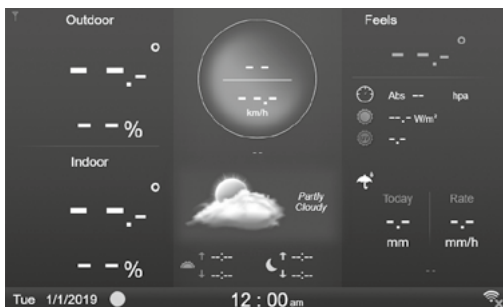 Outdoor
-- --.-°
-- --%
Indoor
-- --.-°
-- --%
-- --
-- --.-
km/h
-- --
Partly
Cloudy
↑ --:--
↓ --:--
↑ --:--
↓ --:--
Feels
-- --.-°
Abs -- hpa
--.- W/m²
--.-
Today Rate
--.- --.-
mm mm/h
-- --
Tue 1/1/2019
12 : 00 am